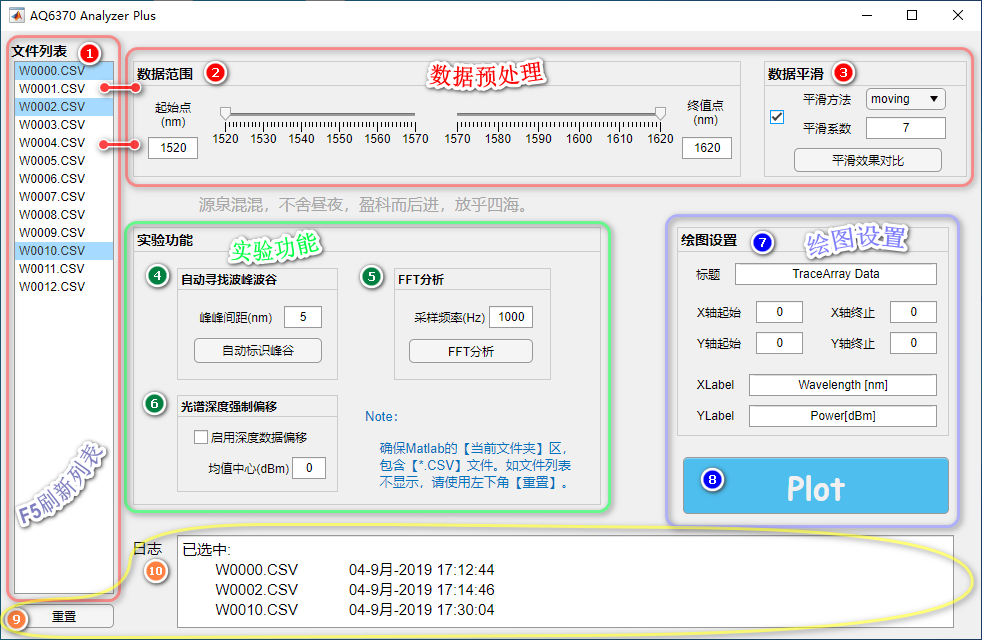 AQ6370 Analyzer Plus
文件列表 1
W0000.CSV
W0001.CSV
W0002.CSV
W0003.CSV
W0004.CSV
W0005.CSV
W0006.CSV
W0007.CSV
W0008.CSV
W0009.CSV
W0010.CSV
W0011.CSV
W0012.CSV
F5刷新列表
9 重置
数据预处理
数据范围 2
起始点
(nm)
1520
1520 1530 1540 1550 1560 1570
1570 1580 1590 1600 1610 1620
终值点
(nm)
1620
数据平滑 3
平滑方法 moving
平滑系数 7
平滑效果对比
源泉混混，不舍昼夜，盈科而后进，放乎四海。
实验功能
实验功能
4 自动寻找波峰波谷
峰峰间距(nm) 5
自动标识峰谷
5 FFT分析
采样频率(Hz) 1000
FFT分析
6 光谱深度强制偏移
启用深度数据偏移
均值中心(dBm) 0
Note:
确保Matlab的【当前文件夹】区，
包含【*.CSV】文件。如文件列表
不显示，请使用左下角【重置】。
绘图设置 7
绘图设置
标题 TraceArray Data
X轴起始 0 X轴终止 0
Y轴起始 0 Y轴终止 0
XLabel Wavelength [nm]
YLabel Power[dBm]
8 Plot
日志 10
已选中:
W0000.CSV 04-9月-2019 17:12:44
W0002.CSV 04-9月-2019 17:14:46
W0010.CSV 04-9月-2019 17:30:04